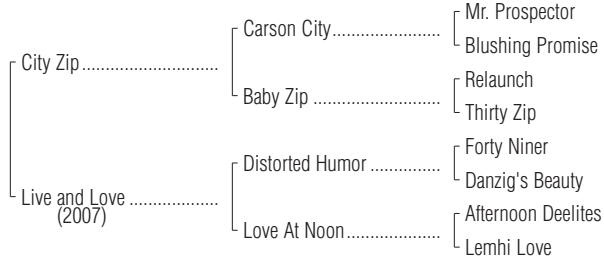 Mr. Prospector
Carson City
Blushing Promise
City Zip
Relaunch
Baby Zip
Thirty Zip
Forty Niner
Distorted Humor
Danzig's Beauty
Live and Love
(2007)
Afternoon Deelites
Love At Noon
Lemhi Love